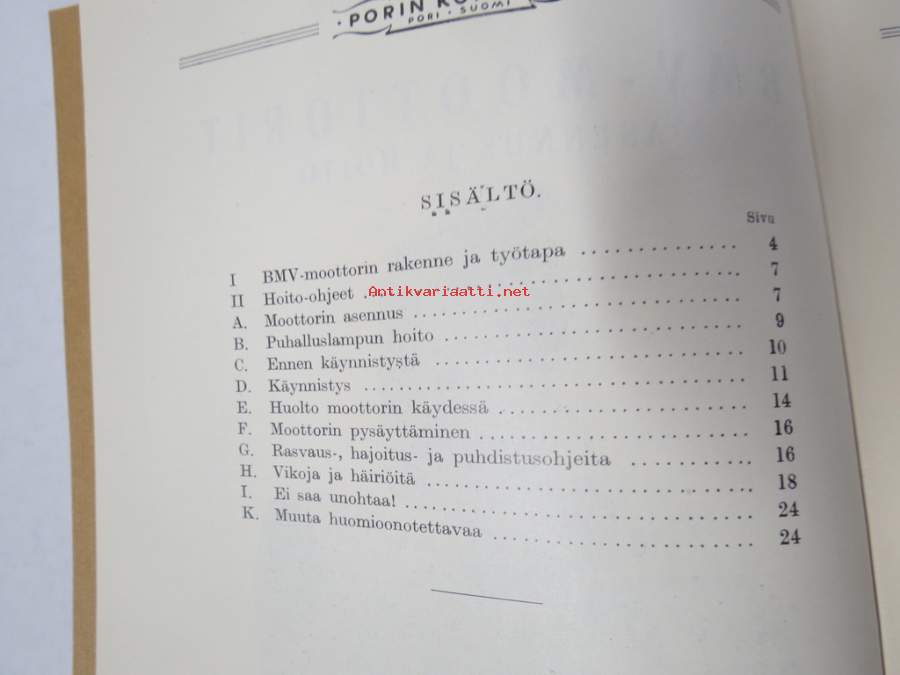 PORIN
PORI · SUOMI
SISÄLTÖ.
Sivu
I BMV-moottorin rakenne ja työtapa . . . . . . . . . . . . . . 4
II Hoito-ohjeet . . . . . . . . . . . . . . . . . . . . . . . . . . . . . 7
Antikvariaatti.net
A. Moottorin asennus . . . . . . . . . . . . . . . . . . . . . . . . . . 7
B. Puhalluslampun hoito . . . . . . . . . . . . . . . . . . . . . . . 9
C. Ennen käynnistystä . . . . . . . . . . . . . . . . . . . . . . . . 10
D. Käynnistys . . . . . . . . . . . . . . . . . . . . . . . . . . . . . . 11
E. Huolto moottorin käydessä . . . . . . . . . . . . . . . . . . . 14
F. Moottorin pysäyttäminen . . . . . . . . . . . . . . . . . . . . . 16
G. Rasvaus-, hajoitus- ja puhdistusohjeita . . . . . . . . . . 16
H. Vikoja ja häiriöitä . . . . . . . . . . . . . . . . . . . . . . . . . 18
I. Ei saa unohtaa! . . . . . . . . . . . . . . . . . . . . . . . . . . . 24
K. Muuta huomioonotettavaa . . . . . . . . . . . . . . . . . . . . 24